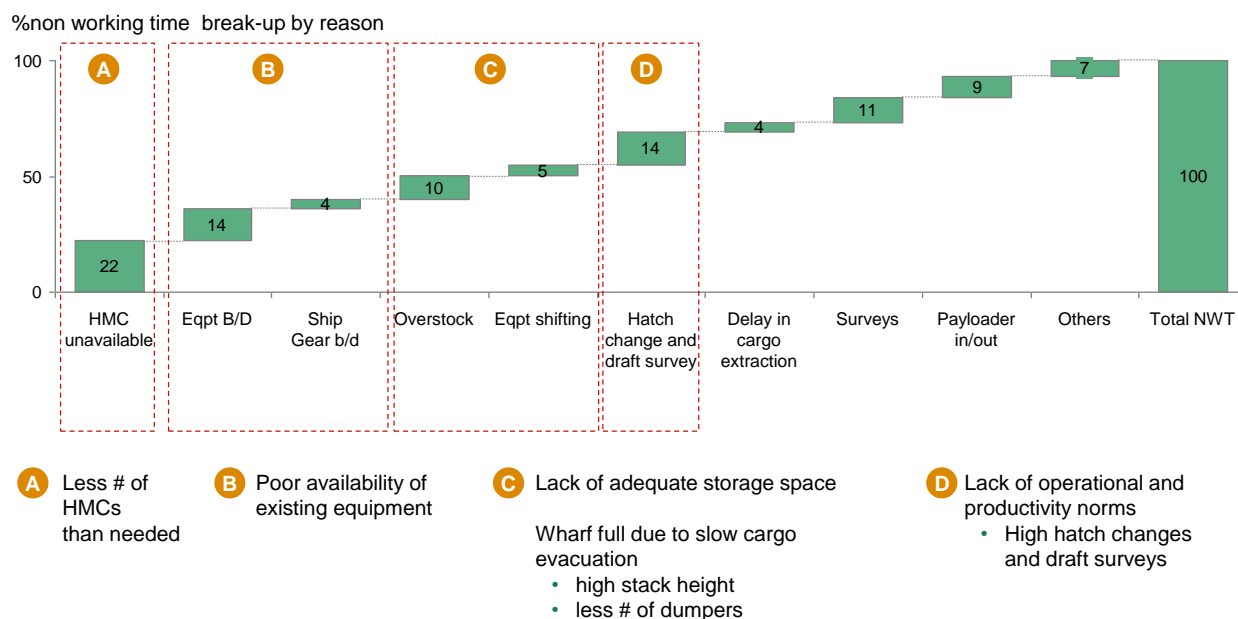 %non working time break-up by reason
100
50
0
A
B
C
D
22
14
4
10
5
14
4
11
9
7
100
HMC
unavailable
Eqpt B/D
Ship
Gear b/d
Overstock
Eqpt shifting
Hatch
change and
draft survey
Delay in
cargo
extraction
Surveys
Payloader
in/out
Others
Total NWT
A
Less # of
HMCs
than needed
B
Poor availability of
existing equipment
C
Lack of adequate storage space
Wharf full due to slow cargo
evacuation
• high stack height
• less # of dumpers
D
Lack of operational and
productivity norms
• High hatch changes
and draft surveys